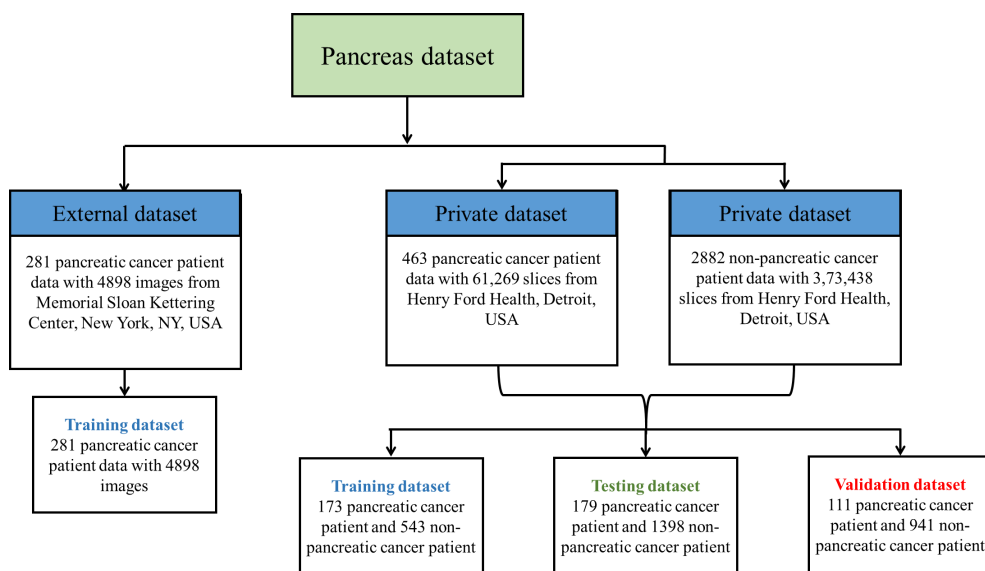 Pancreas dataset
External dataset
281 pancreatic cancer patient
data with 4898 images from
Memorial Sloan Kettering
Center, New York, NY, USA
Private dataset
463 pancreatic cancer patient
data with 61,269 slices from
Henry Ford Health, Detroit,
USA
Private dataset
2882 non-pancreatic cancer
patient data with 3,73,438
slices from Henry Ford Health,
Detroit, USA
Training dataset
281 pancreatic cancer
patient data with 4898
images
Training dataset
173 pancreatic cancer
patient and 543 non-
pancreatic cancer patient
Testing dataset
179 pancreatic cancer
patient and 1398 non-
pancreatic cancer patient
Validation dataset
111 pancreatic cancer
patient and 941 non-
pancreatic cancer patient